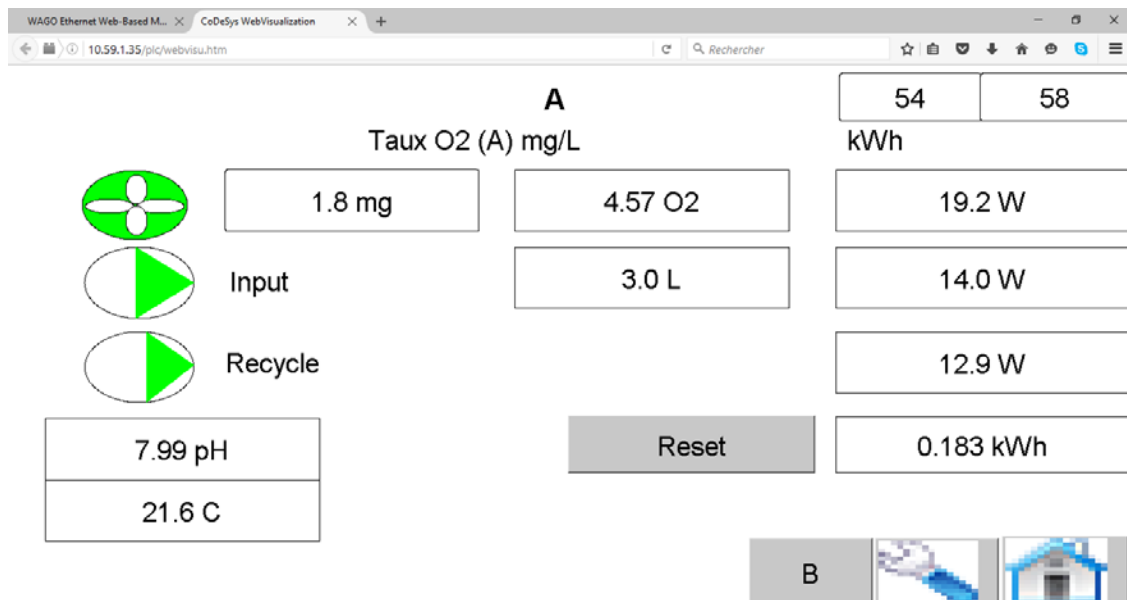 WAGO Ethernet Web-Based M... CoDeSys WebVisualization
10.59.1.35/plc/webvisu.htm Rechercher
A 54 58
Taux O2 (A) mg/L kWh
1.8 mg 4.57 O2 19.2 W
Input 3.0 L 14.0 W
Recycle 12.9 W
7.99 pH Reset 0.183 kWh
21.6 C
B